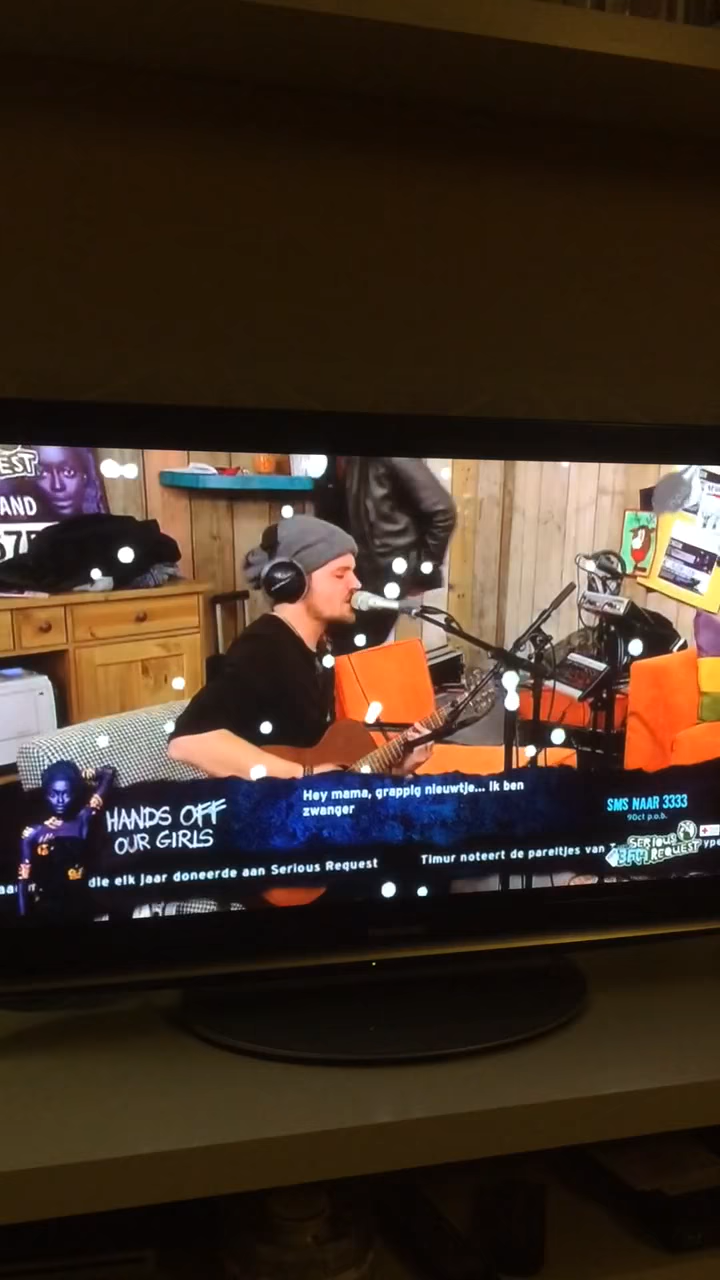 EST
AND
Hey mama, grappig nieuwtje... Ik ben
zwanger
HANDS OFF
OUR GIRLS
SMS NAAR 3333
90ct p.o.b.
die elk jaar doneerde aan Serious Request
Timur noteert de pareltjes van
SERIOUS
3FM REQUEST